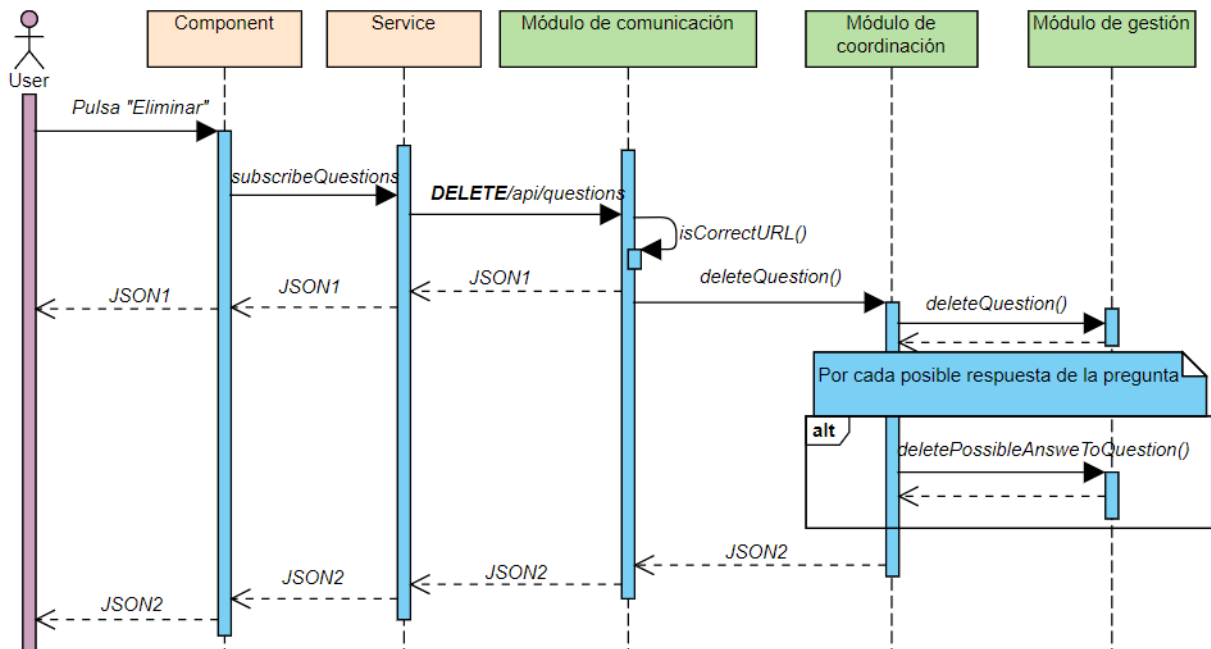 Component
Service
Módulo de comunicación
Módulo de
coordinación
Módulo de gestión
User
Pulsa "Eliminar"
subscribeQuestions
DELETE/api/questions
isCorrectURL()
JSON1
JSON1
JSON1
deleteQuestion()
deleteQuestion()
Por cada posible respuesta de la pregunta
alt
deletePossibleAnsweToQuestion()
JSON2
JSON2
JSON2
JSON2